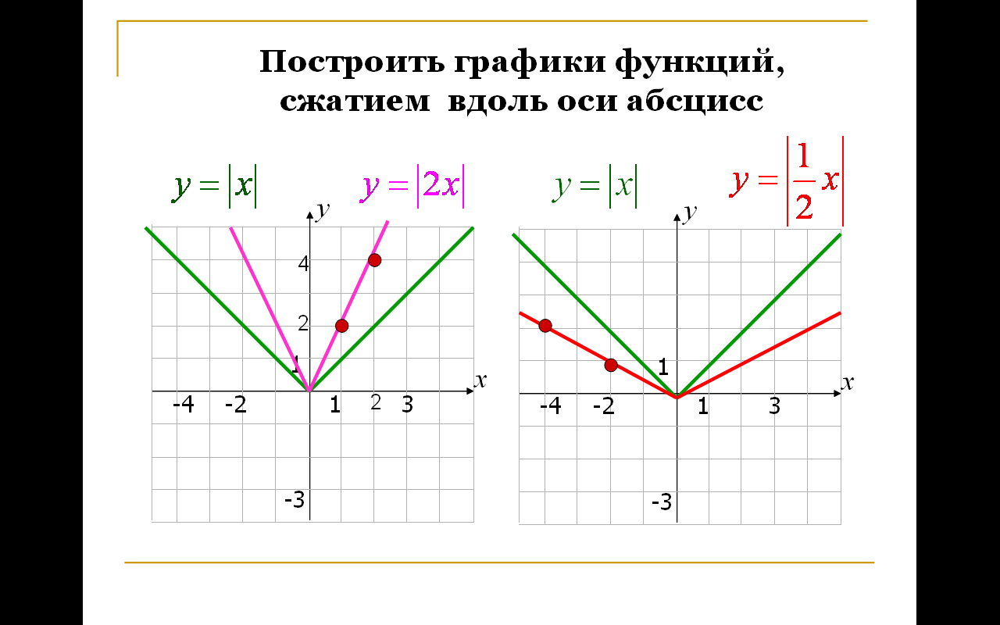 Построить графики функций,
сжатием вдоль оси абсцисс
y = |x|
y = |2x|
y = |x|
y = |1/2 x|
y
4
2
1
x
-4 -2 1 2 3
-3
y
1
x
-4 -2 1 3
-3